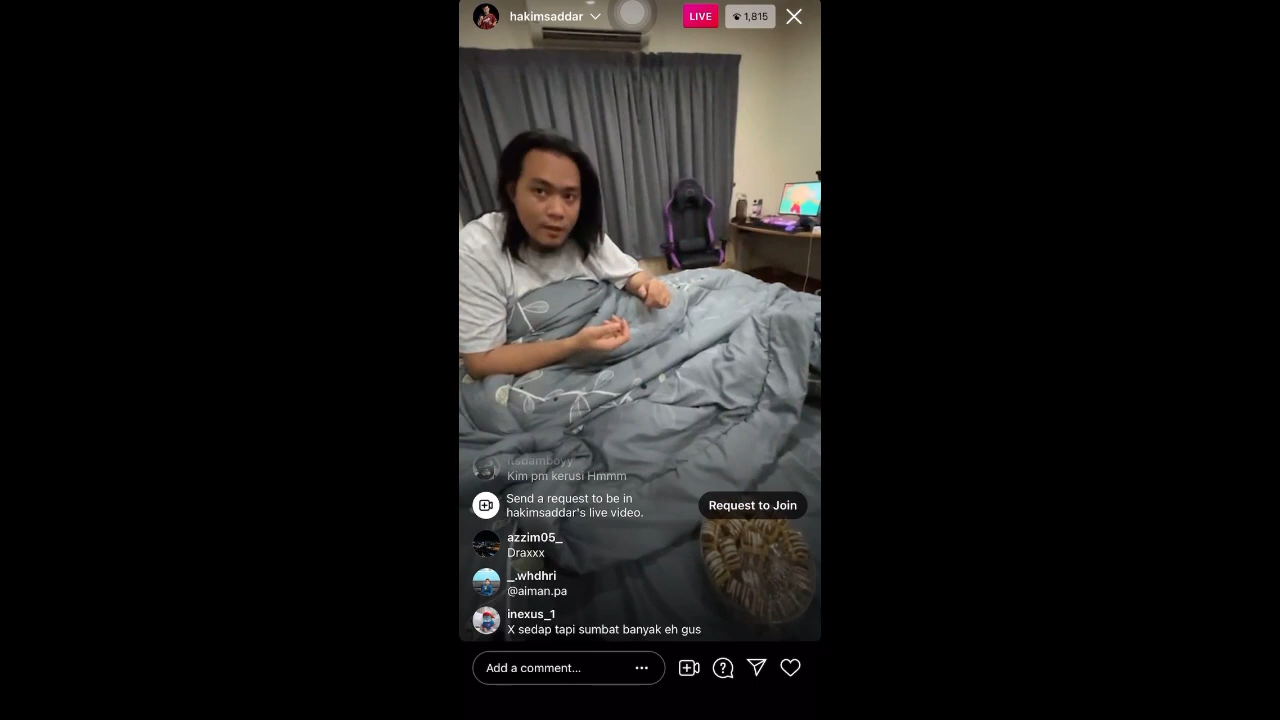 hakimsaddar
LIVE
1,815
itsdamboyy
Kim pm kerusi Hmmm
Send a request to be in
hakimsaddar's live video.
Request to Join
azzim05_
Draxxx
_.whdhri
@aiman.pa
inexus_1
X sedap tapi sumbat banyak eh gus
Add a comment...